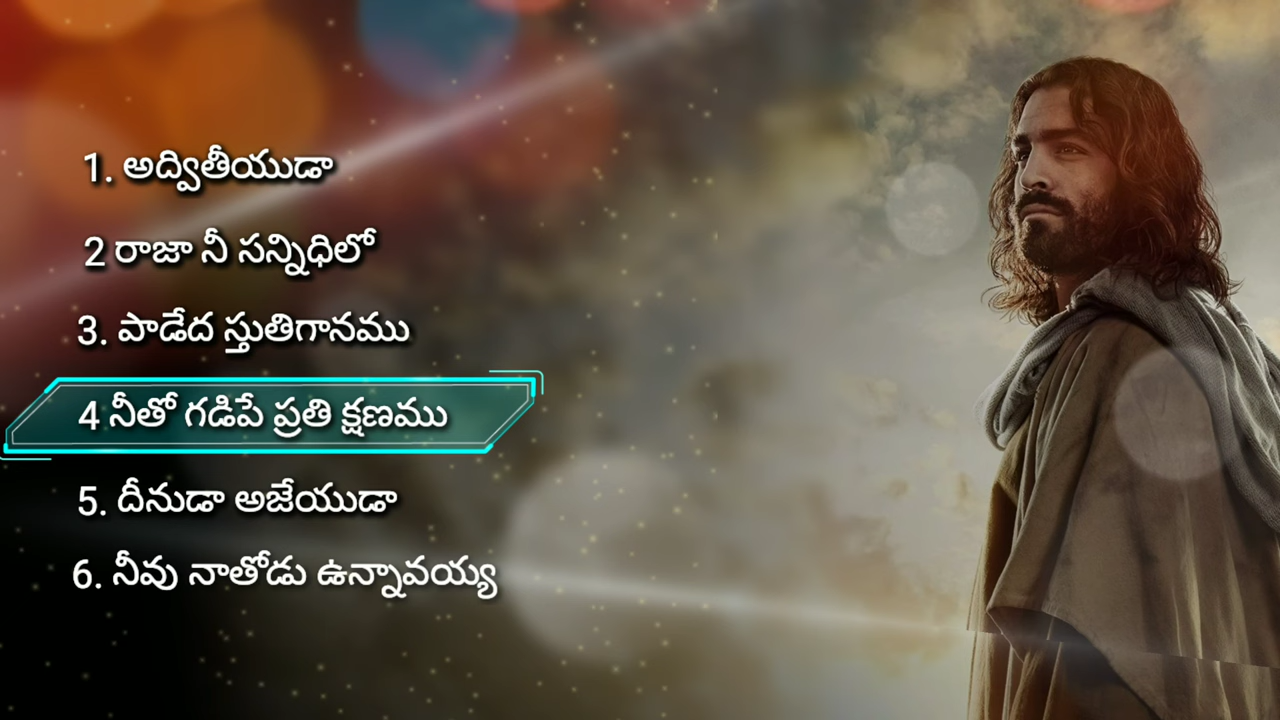 1. అద్వితీయుడా
2 రాజా నీ సన్నిధిలో
3. పాడేద స్తుతిగానము
4 నీతో గడిపే ప్రతి క్షణము
5. దీనుడా అజేయుడా
6. నీవు నాతోడు ఉన్నావయ్య